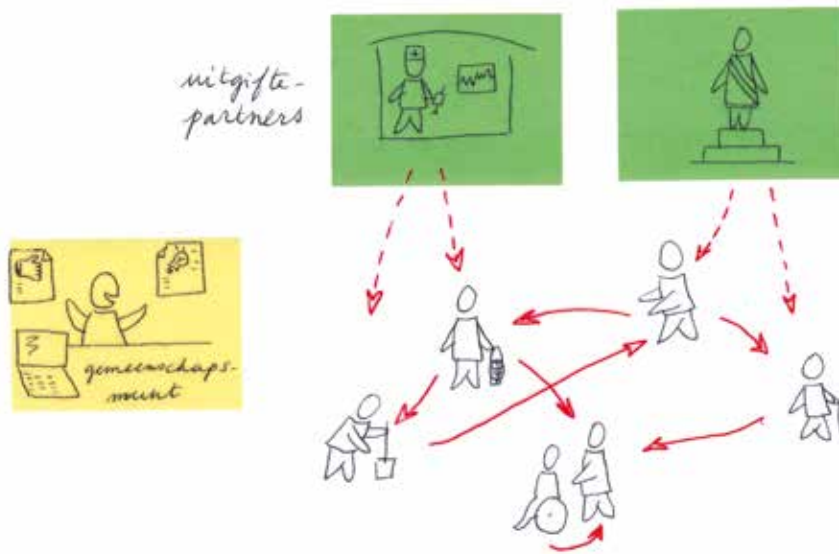 uitgifte-
partners
gemeenschaps-
munt